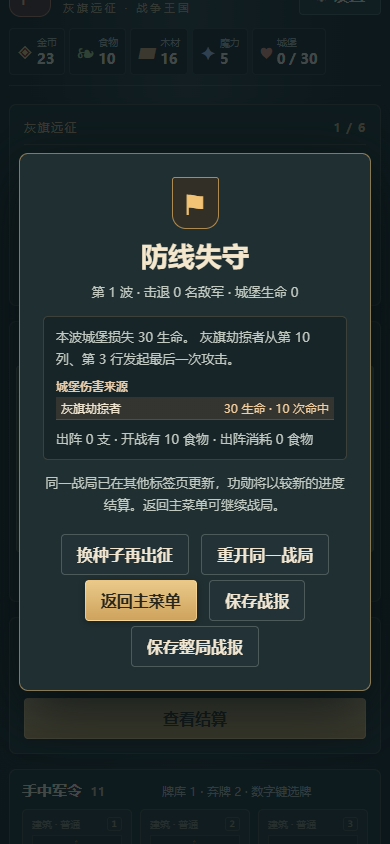 灰旗远征 · 战争王国
金币
23
食物
10
木材
16
魔力
5
城堡
0 / 30
灰旗远征
1 / 6
防线失守
第 1 波 · 击退 0 名敌军 · 城堡生命 0
本波城堡损失 30 生命。 灰旗劫掠者从第 10
列、第 3 行发起最后一次攻击。
城堡伤害来源
灰旗劫掠者
30 生命 · 10 次命中
出阵 0 支 · 开战有 10 食物 · 出阵消耗 0 食物
同一战局已在其他标签页更新，功勋将以较新的进度
结算。返回主菜单可继续战局。
换种子再出征
重开同一战局
返回主菜单
保存战报
保存整局战报
查看结算
手中军令 11
牌库 1 · 弃牌 2 · 数字键选牌
建筑 · 普通
1
建筑 · 普通
2
建筑 · 普通
3